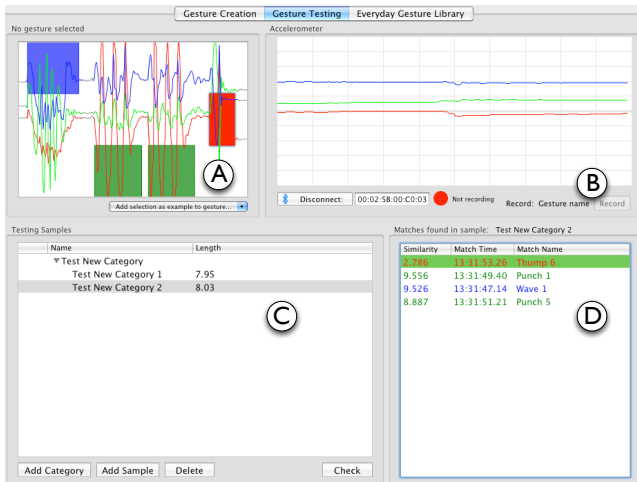 Gesture Creation Gesture Testing Everyday Gesture Library
No gesture selected
Accelerometer
A
Add selection as example to gesture...
Disconnect: 00:02:5B:00:C0:03 Not recording Record: Gesture name Record
B
Testing Samples
Name Length
Test New Category
Test New Category 1 7.95
Test New Category 2 8.03
C
Add Category Add Sample Delete Check
Matches found in sample: Test New Category 2
Similarity Match Time Match Name
2.786 13:31:53.26 Thump 6
9.556 13:31:49.40 Punch 1
9.526 13:31:47.14 Wave 1
8.887 13:31:51.21 Punch 5
D